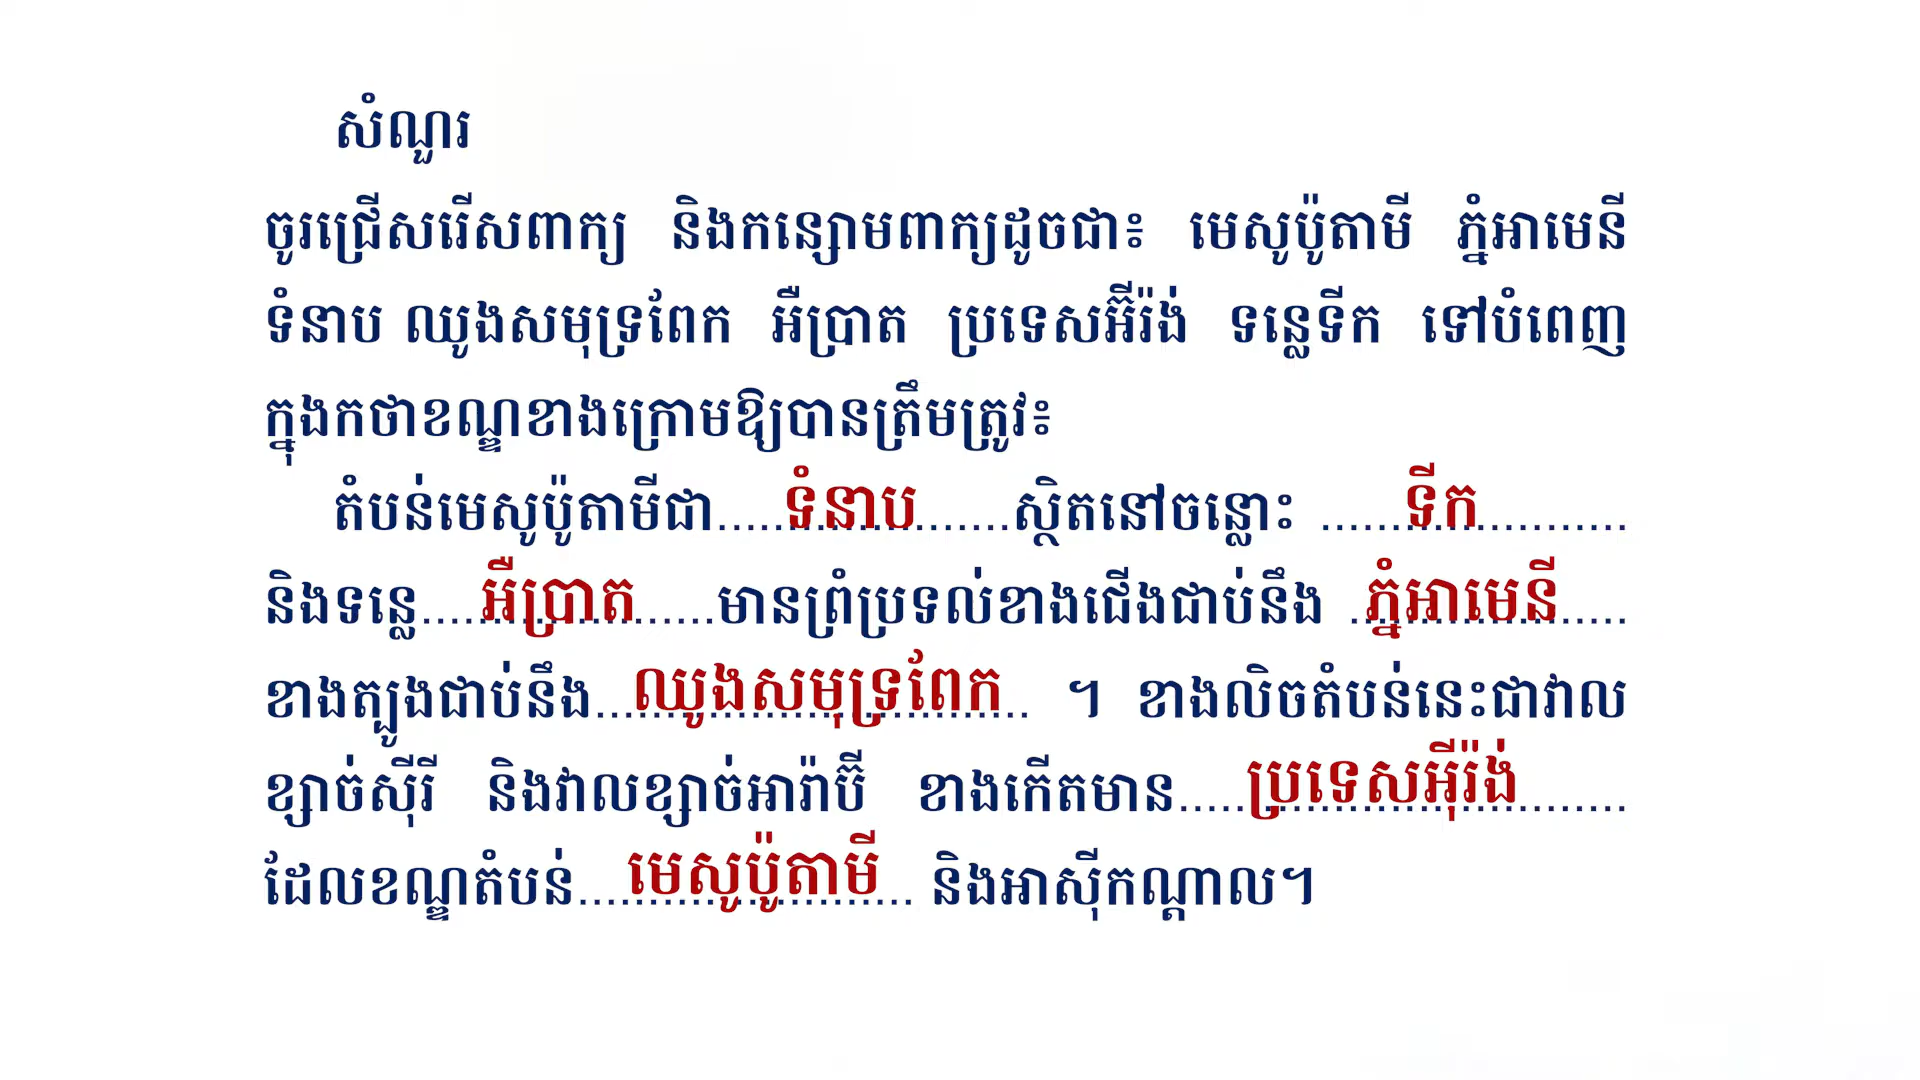 សំណួរ
ចូរជ្រើសរើសពាក្យ និងកន្សោមពាក្យដូចជា៖ មេសូប៉ូតាមី ភ្នំអាមេនី
ទំនាប ឈូងសមុទ្រពែក អឺប្រាត ប្រទេសអ៊ីរ៉ង់ ទន្លេទីក ទៅបំពេញ
ក្នុងកថាខណ្ឌខាងក្រោមឱ្យបានត្រឹមត្រូវ៖
តំបន់មេសូប៉ូតាមីជា.....ទំនាប.......ស្ថិតនៅចន្លោះ ......ទីក...........
និងទន្លេ....អឺប្រាត......មានព្រំប្រទល់ខាងជើងជាប់នឹង .ភ្នំអាមេនី.....
ខាងត្បូងជាប់នឹង...ឈូងសមុទ្រពែក.. ។ ខាងលិចតំបន់នេះជាវាល
ខ្សាច់ស៊ីរី និងវាលខ្សាច់អារ៉ាប៊ី ខាងកើតមាន.....ប្រទេសអ៊ីរ៉ង់........
ដែលខណ្ឌតំបន់....មេសូប៉ូតាមី... និងអាស៊ីកណ្ដាល។